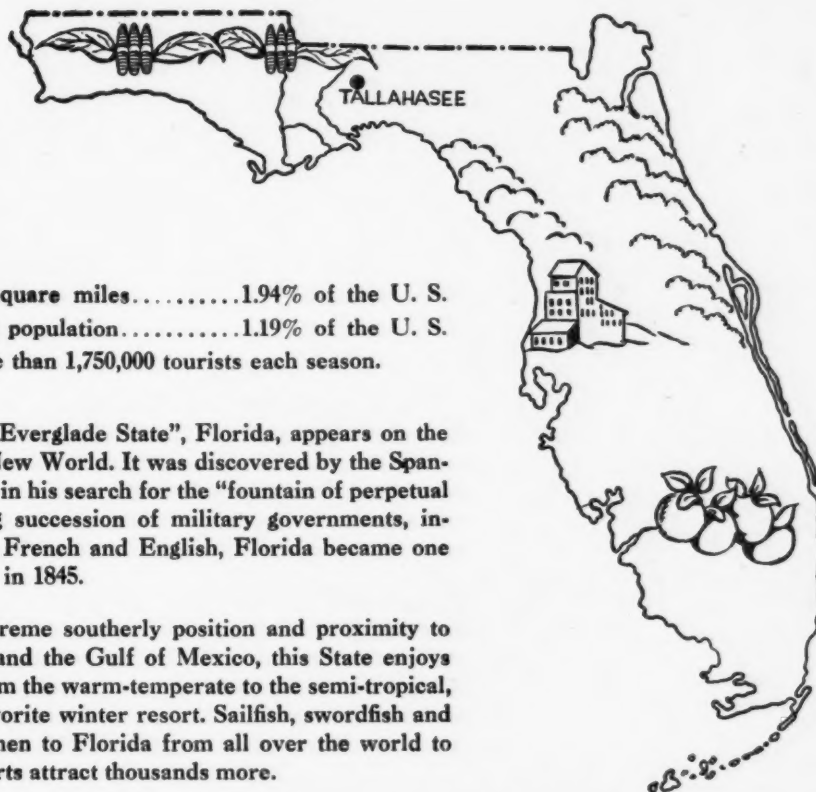 TALLAHASEE
quare miles..........1.94% of the U. S.
population...........1.19% of the U. S.
e than 1,750,000 tourists each season.
Everglade State", Florida, appears on the
New World. It was discovered by the Span-
in his search for the "fountain of perpetual
g succession of military governments, in-
French and English, Florida became one
in 1845.
reme southerly position and proximity to
and the Gulf of Mexico, this State enjoys
m the warm-temperate to the semi-tropical,
vorite winter resort. Sailfish, swordfish and
men to Florida from all over the world to
rts attract thousands more.